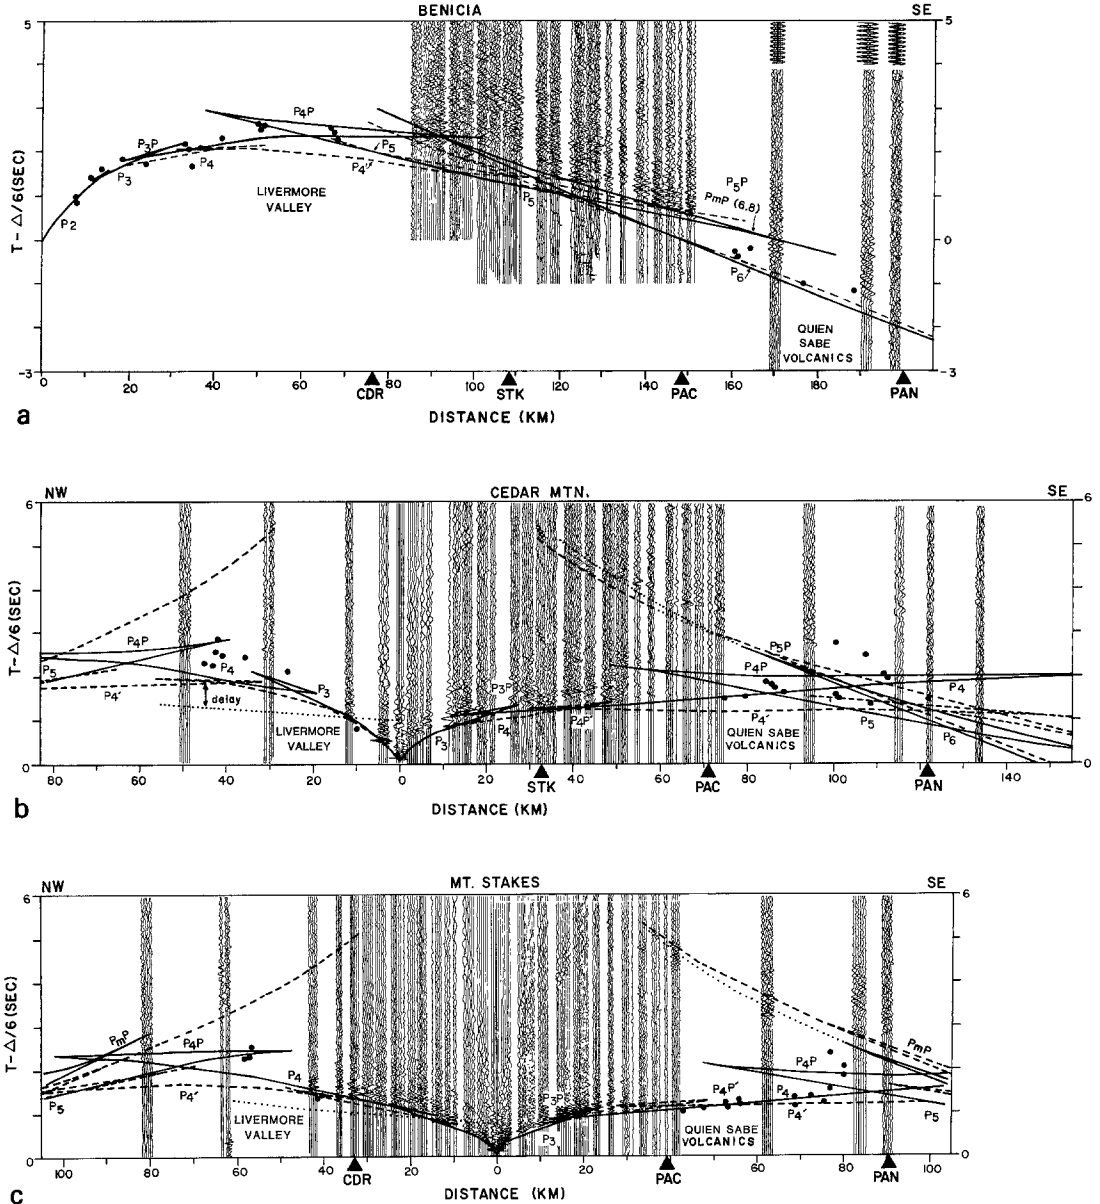 BENICIA
SE
5
5
T-Δ/6(SEC)
P4P
P3P
P3
P4
P5
P4'
P2
LIVERMORE
VALLEY
P5
P5P
PmP (6.8)
0
0
P6
QUIEN
SABE
VOLCANICS
-3
-3
0 20 40 60 80 100 120 140 160 180
CDR STK PAC PAN
DISTANCE (KM)
a
NW
CEDAR MTN.
SE
6
6
T-Δ/6(SEC)
P4P
P4
P5
P4'
delay
P3
LIVERMORE
VALLEY
P3P
P3
P4
P4P'
P5P
P4P
P4
P4'
QUIEN SABE
VOLCANICS
P5
P6
0
0
80 60 40 20 0 20 40 60 80 100 120 140
STK PAC PAN
DISTANCE (KM)
b
NW
MT. STAKES
SE
6
6
T-Δ/6(SEC)
PmP
P4P
P4
P4'
P5
LIVERMORE
VALLEY
P3P
P3
PmP
P4P
P4P'
P4
P4'
P5
QUIEN SABE
VOLCANICS
0
0
100 80 60 40 20 0 20 40 60 80 100
CDR PAC PAN
DISTANCE (KM)
c